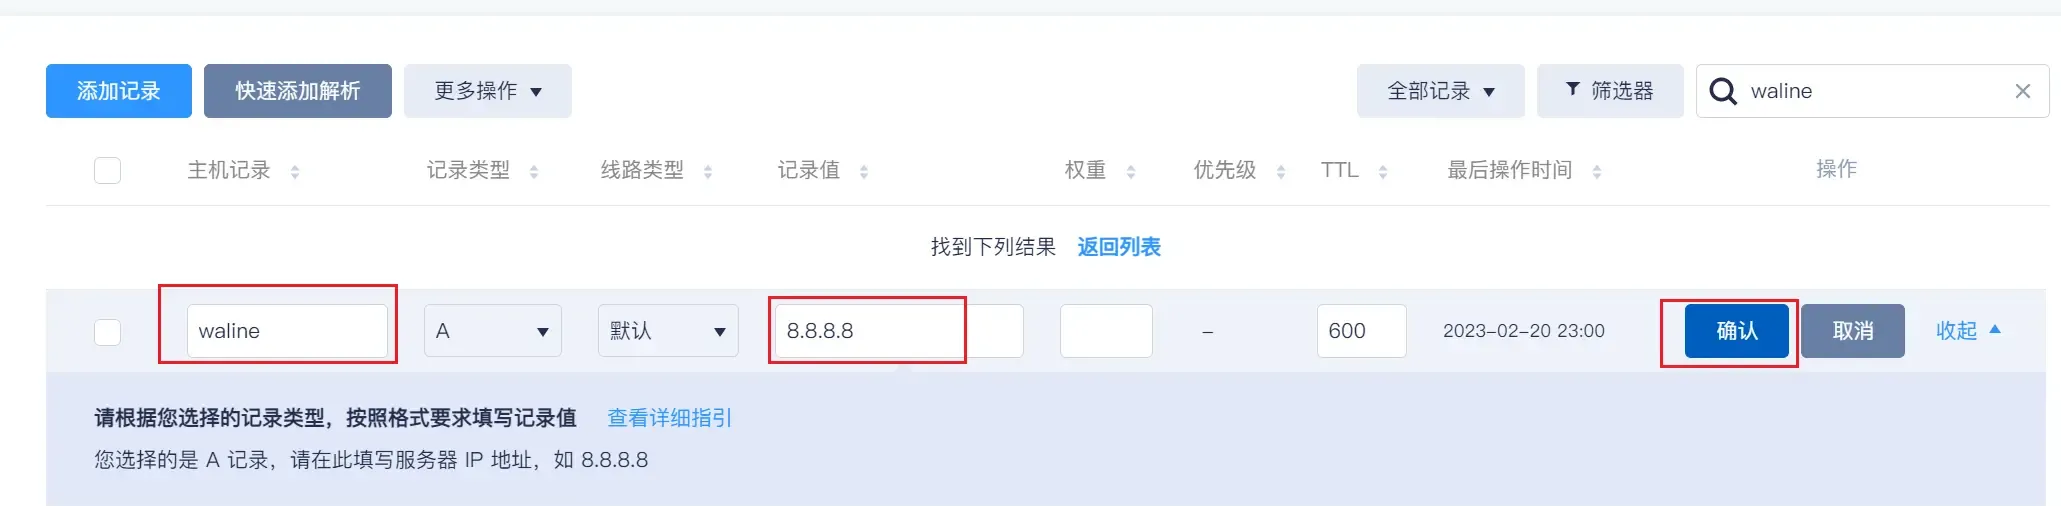 添加记录 快速添加解析 更多操作 全部记录 筛选器 waline
主机记录 记录类型 线路类型 记录值 权重 优先级 TTL 最后操作时间 操作
找到下列结果 返回列表
waline A 默认 8.8.8.8 – 600 2023-02-20 23:00 确认 取消 收起
请根据您选择的记录类型，按照格式要求填写记录值 查看详细指引
您选择的是 A 记录，请在此填写服务器 IP 地址，如 8.8.8.8